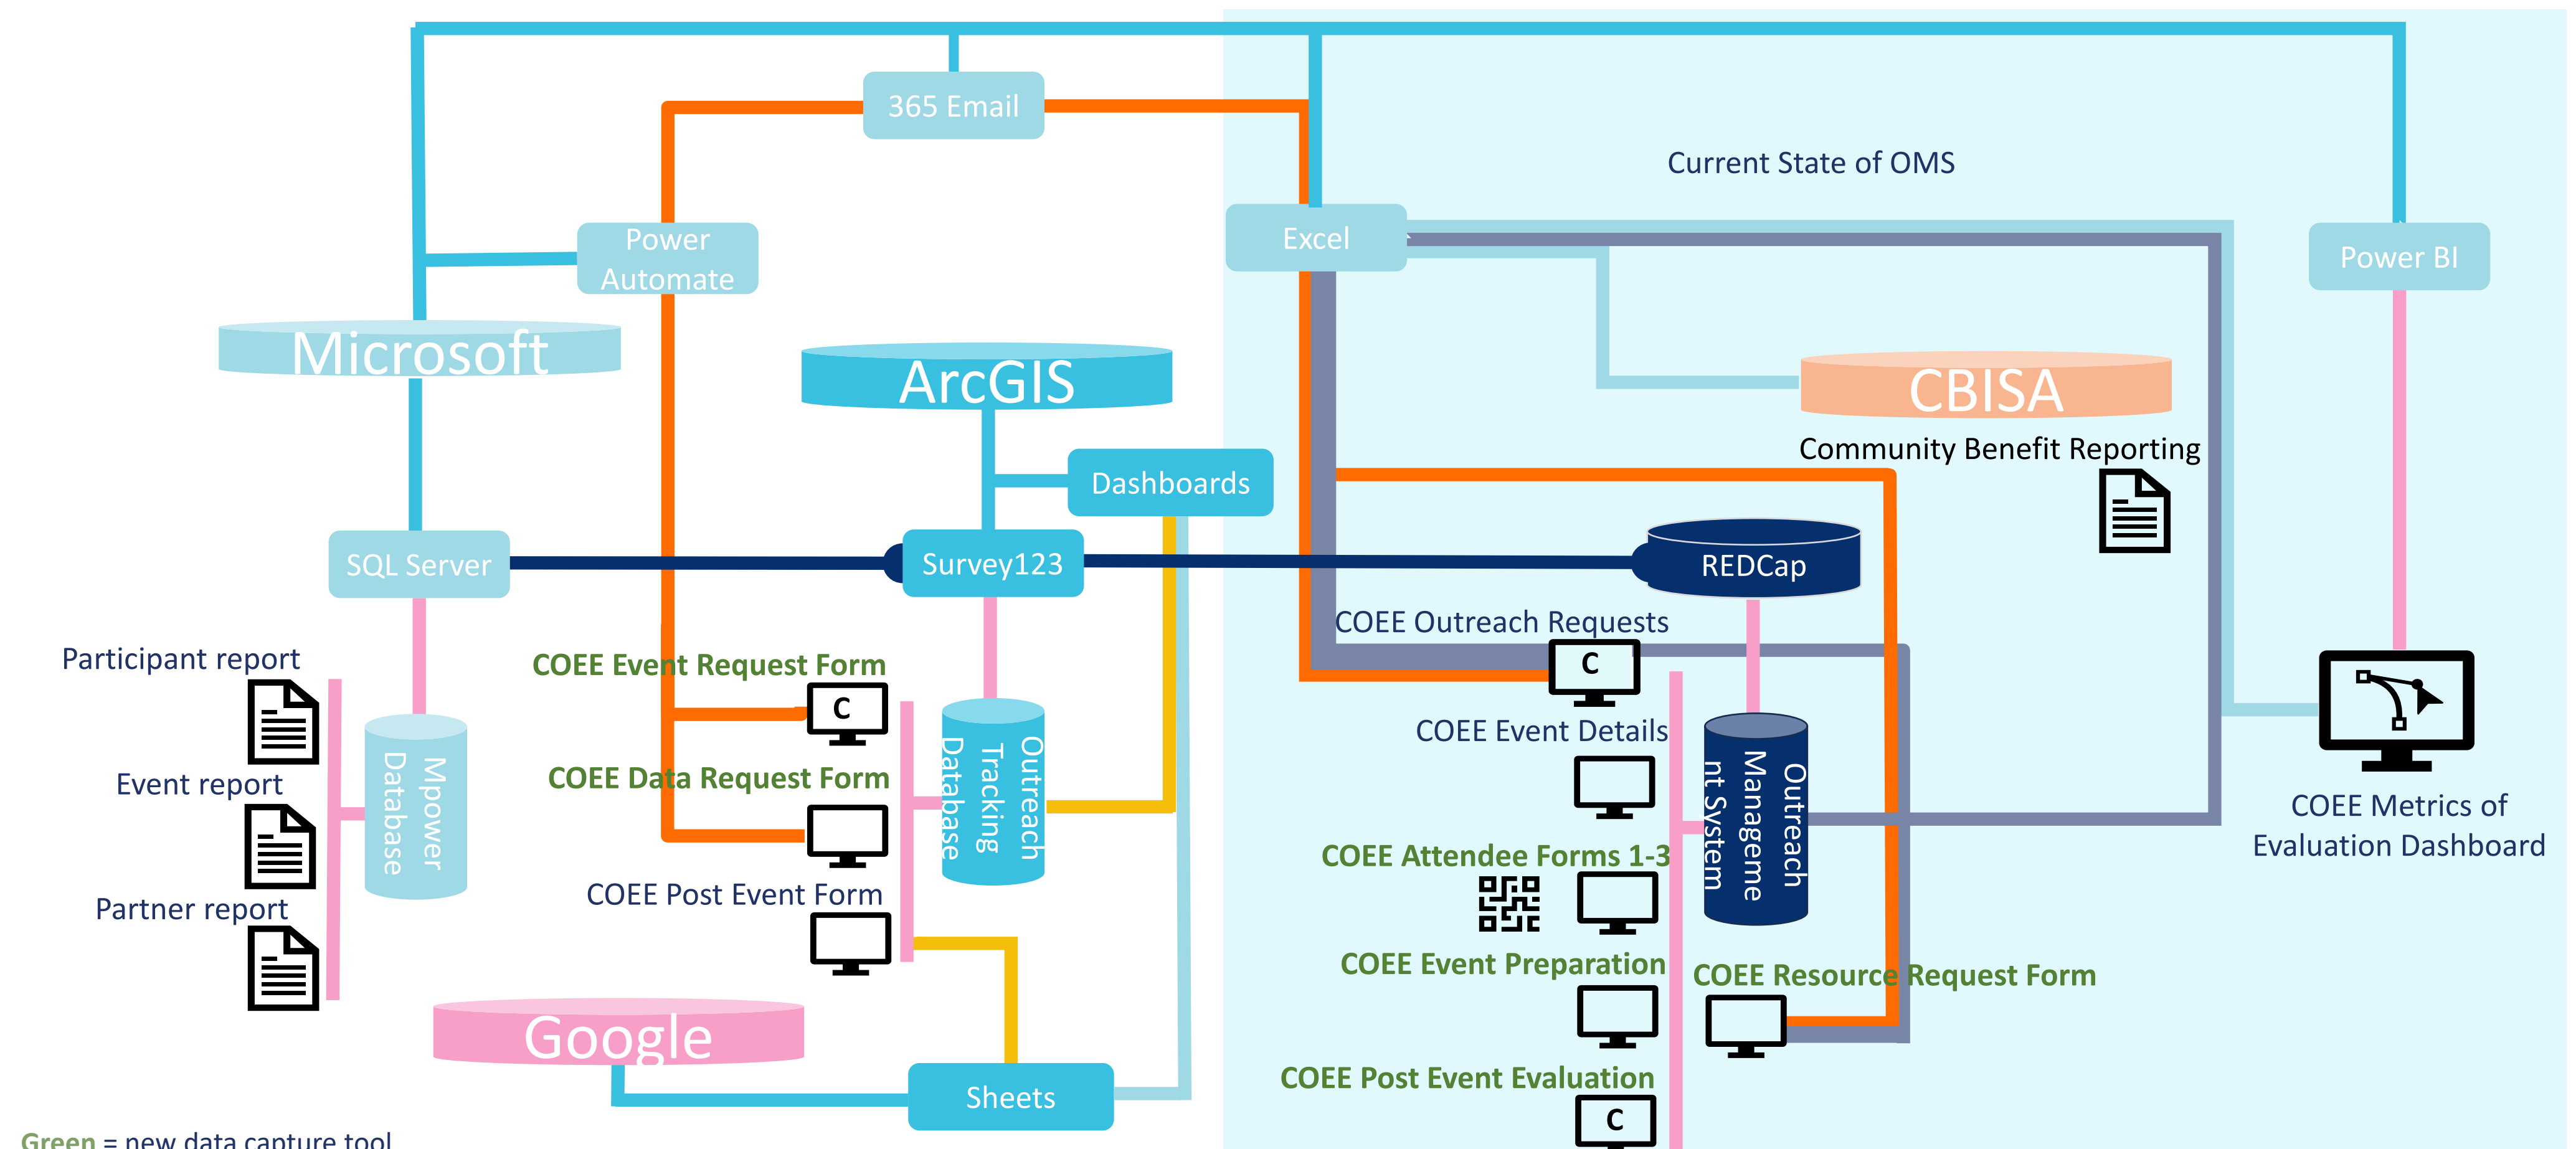 365 Email
Current State of OMS
Power
Automate
Excel
Power BI
Microsoft
ArcGIS
CBISA
Community Benefit Reporting
Dashboards
SQL Server
Survey123
REDCap
COEE Outreach Requests
Participant report
COEE Event Request Form
C
C
COEE Event Details
Event report
COEE Data Request Form
Mpower
Database
Outreach
Tracking
Database
Outreach
Manageme
nt System
COEE Metrics of
Evaluation Dashboard
COEE Attendee Forms 1-3
Partner report
COEE Post Event Form
COEE Event Preparation
COEE Resource Request Form
Google
Sheets
COEE Post Event Evaluation
C
Green = new data capture tool